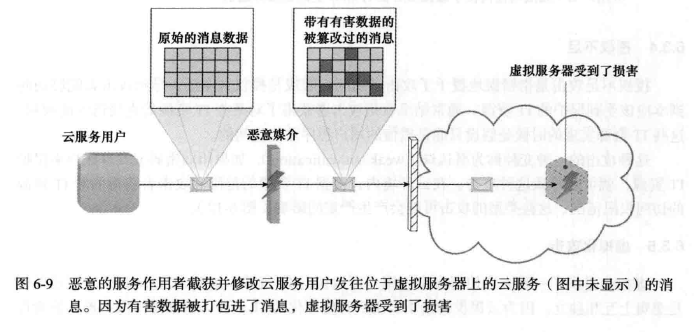 原始的消息数据
带有有害数据的
被篡改过的消息
虚拟服务器受到了损害
云服务用户
恶意媒介
图 6-9 恶意的服务作用者截获并修改云服务用户发往位于虚拟服务器上的云服务（图中未显示）的消
息。因为有害数据被打包进了消息，虚拟服务器受到了损害